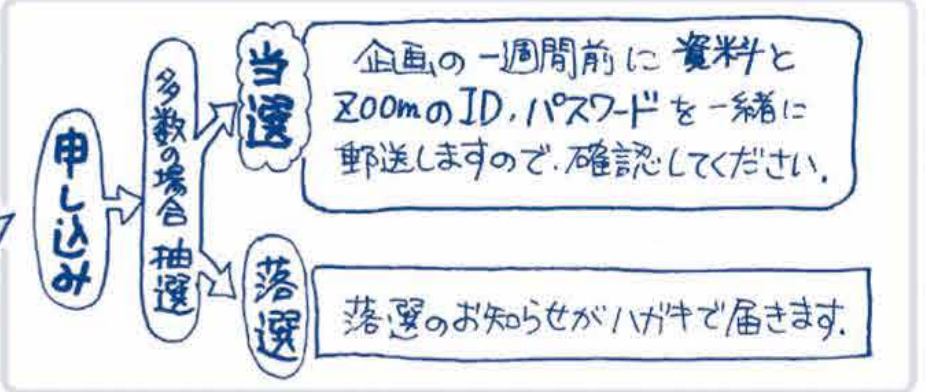 申し込み
多数の場合 抽選
当選
企画の一週間前に 資料と
ZoomのID、パスワードを一緒に
郵送しますので、確認してください。
落選
落選のお知らせがハガキで届きます。